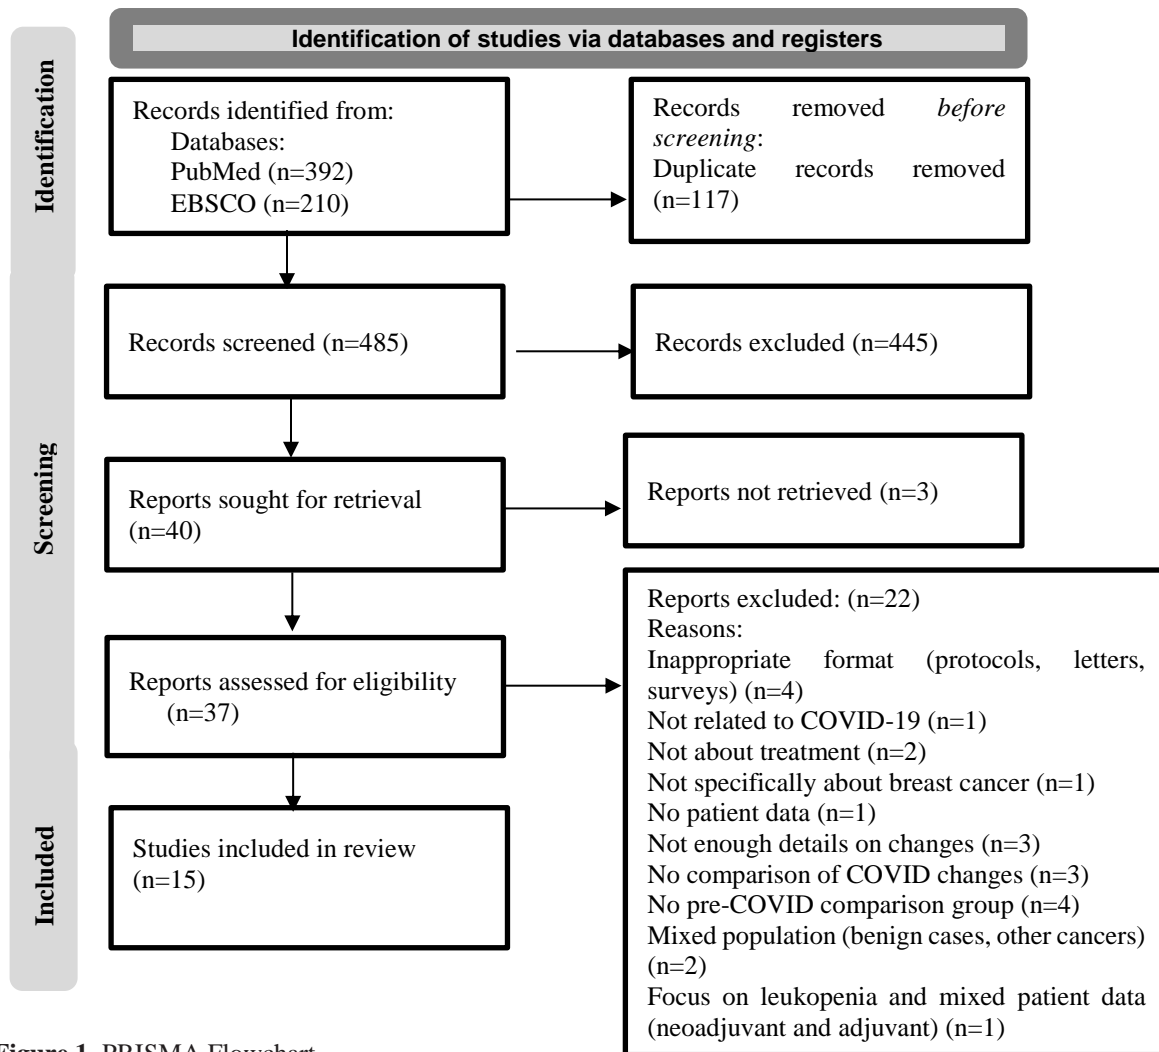 Identification of studies via databases and registers
Identification
Records identified from:
Databases:
PubMed (n=392)
EBSCO (n=210)
Records removed before
screening:
Duplicate records removed
(n=117)
Screening
Records screened (n=485)
Records excluded (n=445)
Reports sought for retrieval
(n=40)
Reports not retrieved (n=3)
Reports assessed for eligibility
(n=37)
Reports excluded: (n=22)
Reasons:
Inappropriate format (protocols, letters,
surveys) (n=4)
Not related to COVID-19 (n=1)
Not about treatment (n=2)
Not specifically about breast cancer (n=1)
No patient data (n=1)
Not enough details on changes (n=3)
No comparison of COVID changes (n=3)
No pre-COVID comparison group (n=4)
Mixed population (benign cases, other cancers)
(n=2)
Focus on leukopenia and mixed patient data
(neoadjuvant and adjuvant) (n=1)
Included
Studies included in review
(n=15)
Figure 1. PRISMA Flowchart